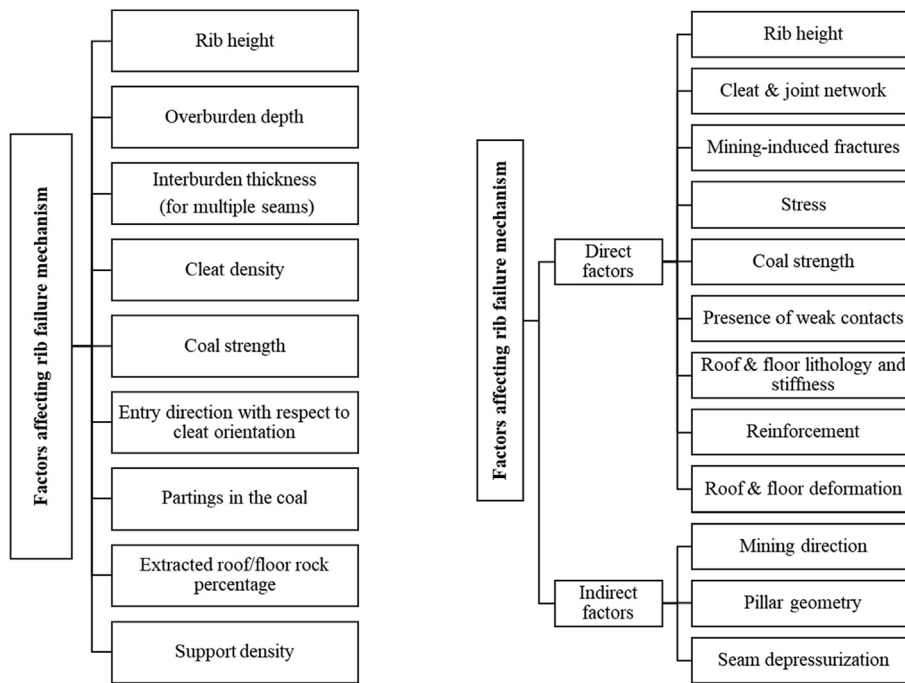 Factors affecting rib failure mechanism
Rib height
Overburden depth
Interburden thickness
(for multiple seams)
Cleat density
Coal strength
Entry direction with respect to
cleat orientation
Partings in the coal
Extracted roof/floor rock
percentage
Support density
Factors affecting rib failure mechanism
Direct
factors
Rib height
Cleat & joint network
Mining-induced fractures
Stress
Coal strength
Presence of weak contacts
Roof & floor lithology and
stiffness
Reinforcement
Roof & floor deformation
Indirect
factors
Mining direction
Pillar geometry
Seam depressurization